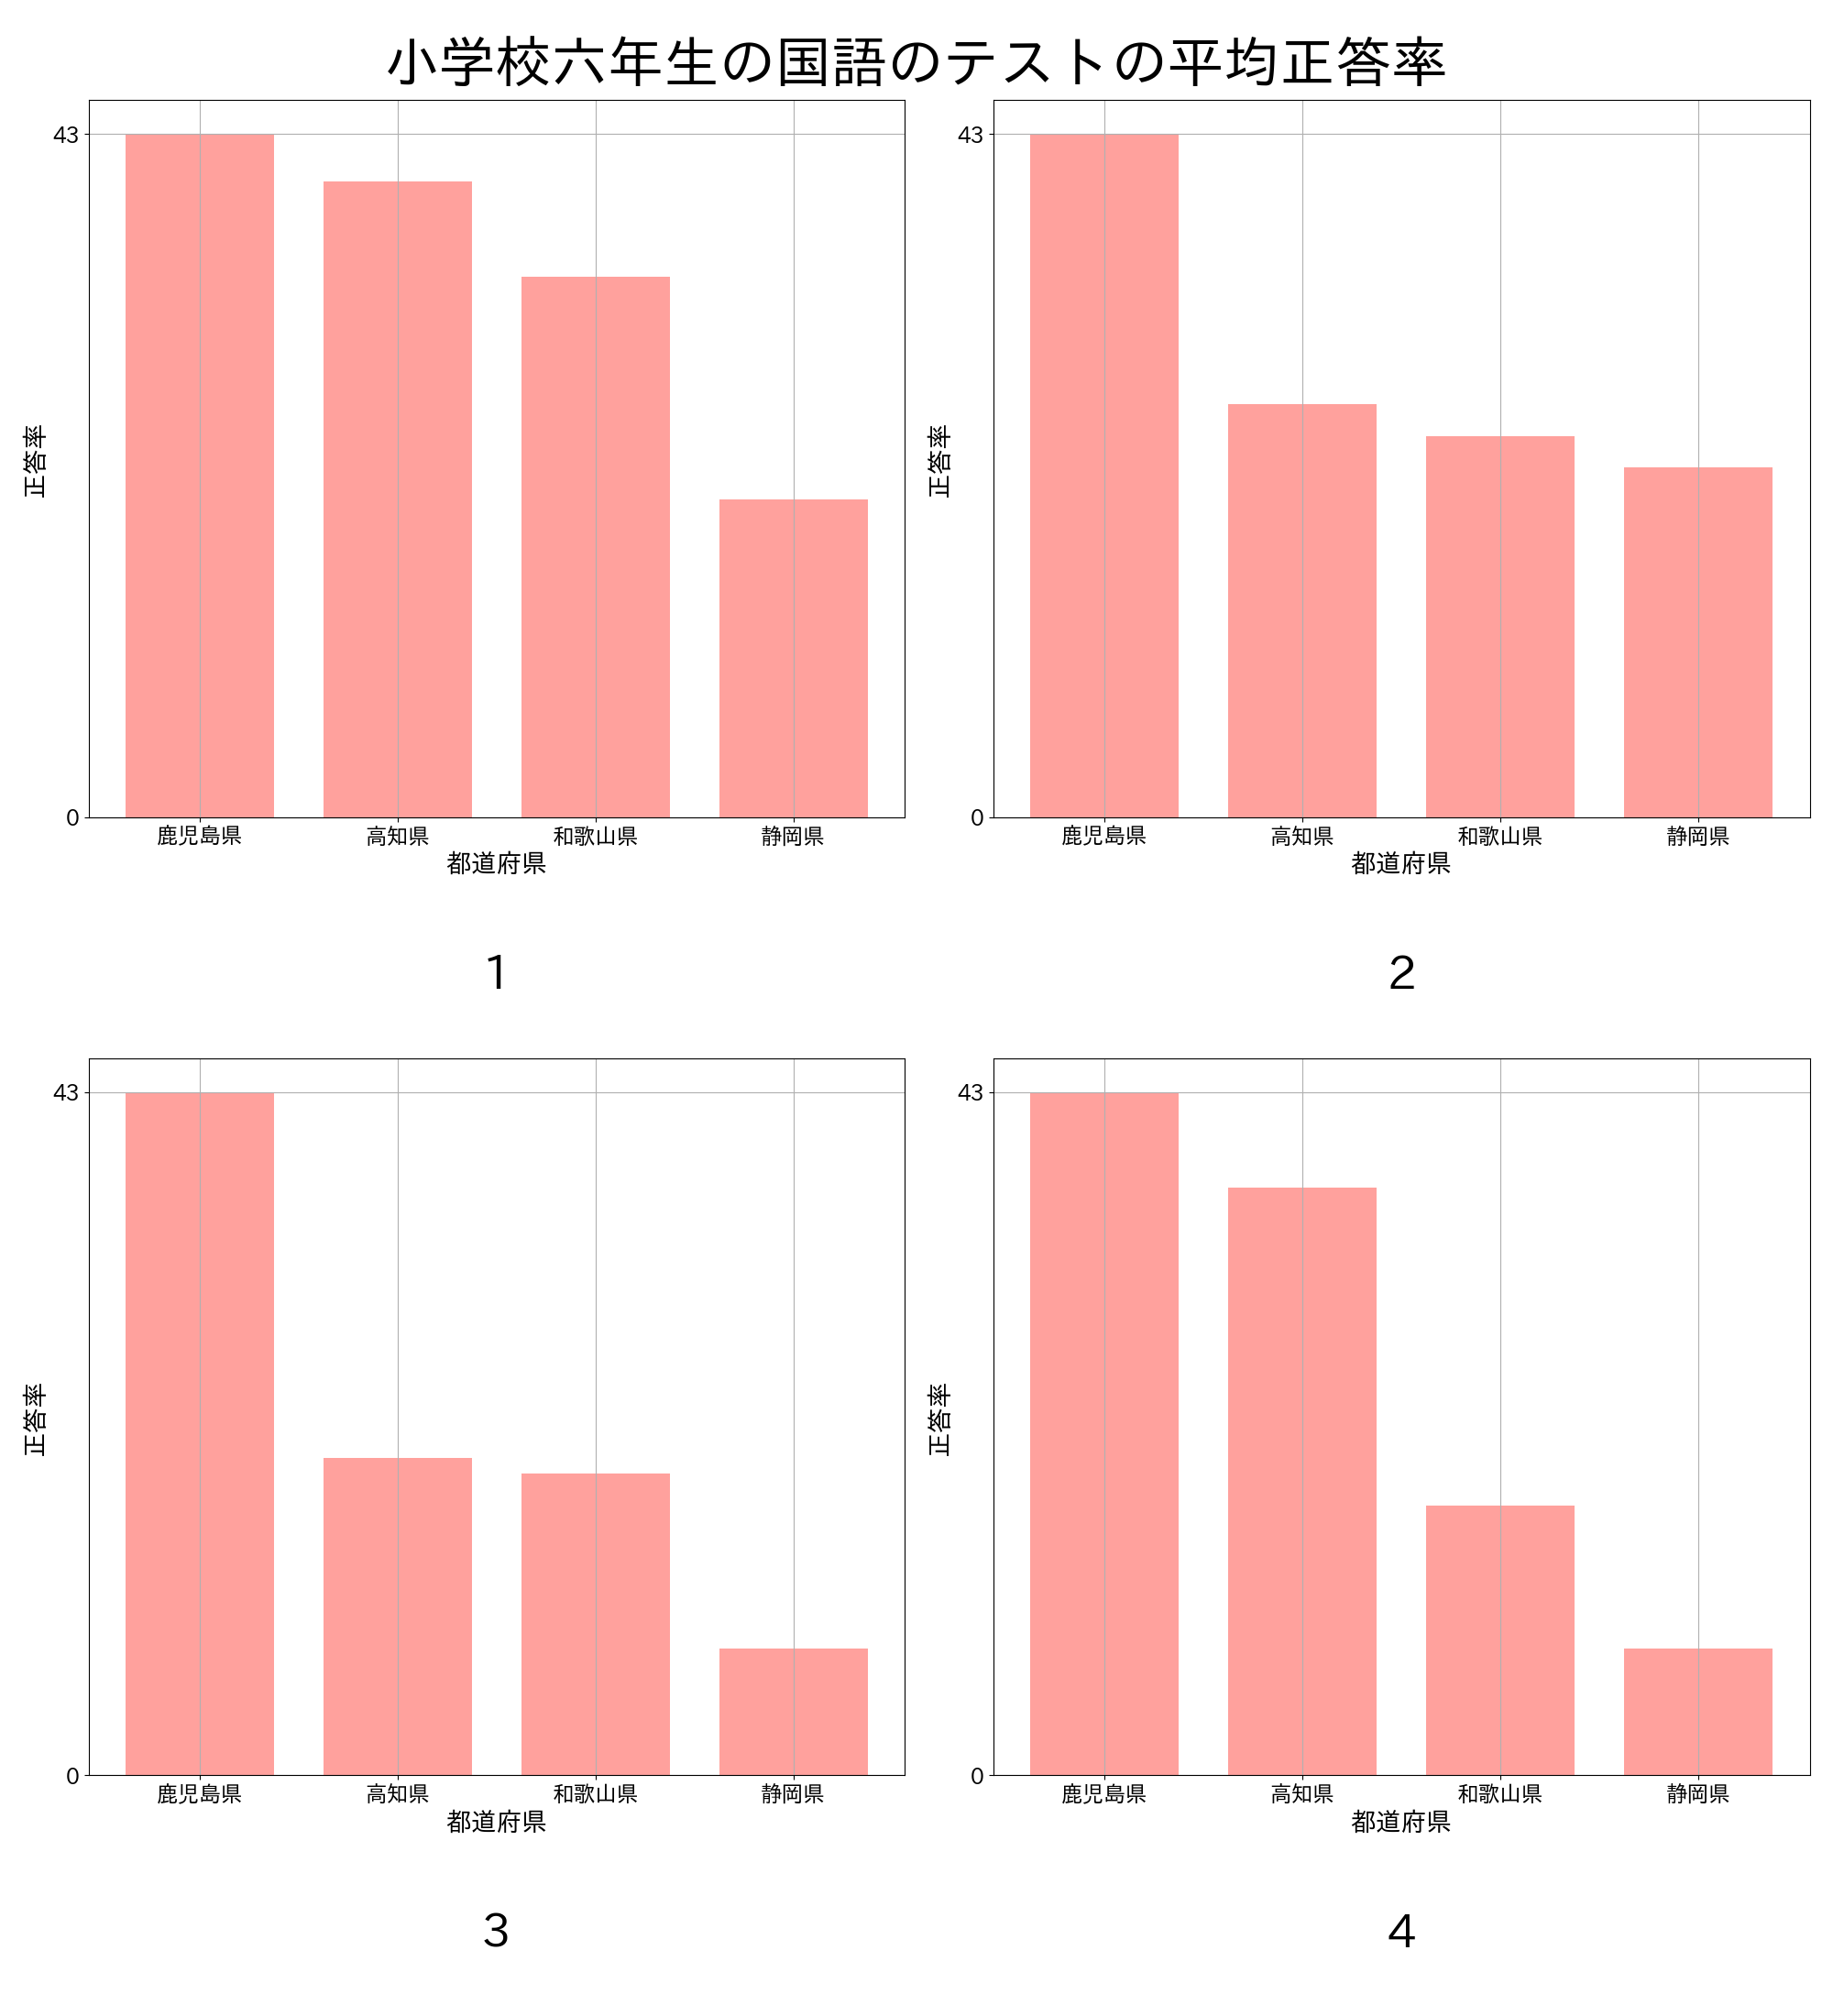 小学校六年生の国語のテストの平均正答率
43
0
正答率
鹿児島県 高知県 和歌山県 静岡県
都道府県
1
43
0
正答率
鹿児島県 高知県 和歌山県 静岡県
都道府県
2
43
0
正答率
鹿児島県 高知県 和歌山県 静岡県
都道府県
3
43
0
正答率
鹿児島県 高知県 和歌山県 静岡県
都道府県
4